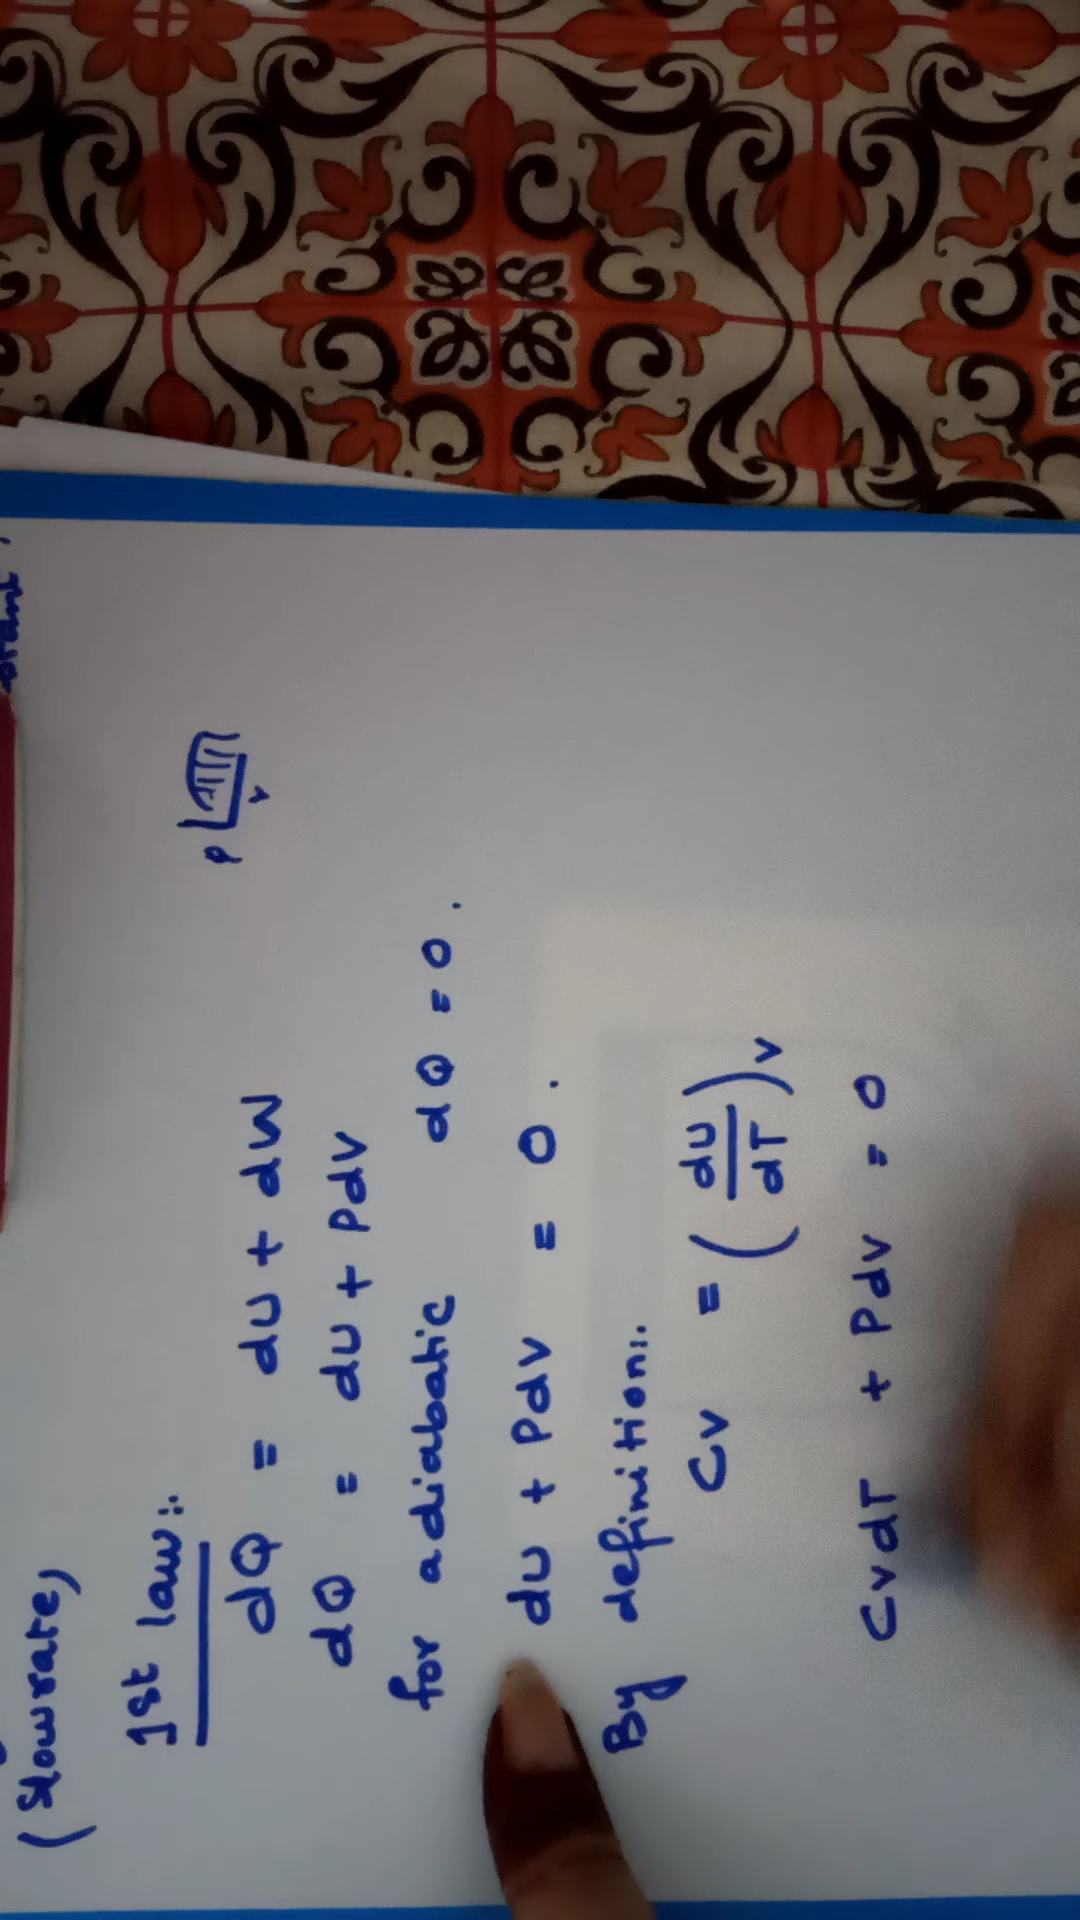 (slow rate)
1st law:.
dQ = du + dW
P
V
dQ = du + Pdv
for adiabatic dQ = 0.
du + Pdv = 0.
By definition:.
Cv = (du/dT)v
CvdT + Pdv = 0